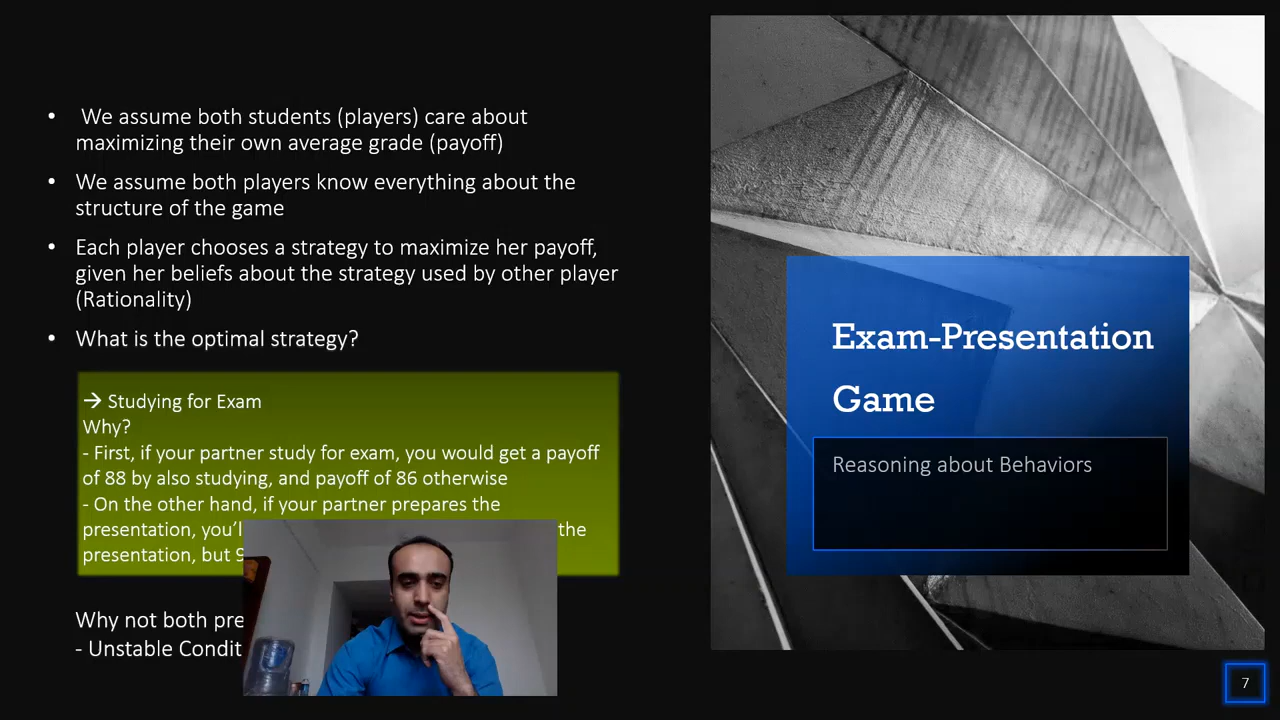 • We assume both students (players) care about
maximizing their own average grade (payoff)
• We assume both players know everything about the
structure of the game
• Each player chooses a strategy to maximize her payoff,
given her beliefs about the strategy used by other player
(Rationality)
• What is the optimal strategy?
→ Studying for Exam
Why?
- First, if your partner study for exam, you would get a payoff
of 88 by also studying, and payoff of 86 otherwise
- On the other hand, if your partner prepares the
presentation, the
presentation, but
Why not both
- Unstable
Exam-Presentation
Game
Reasoning about Behaviors
7